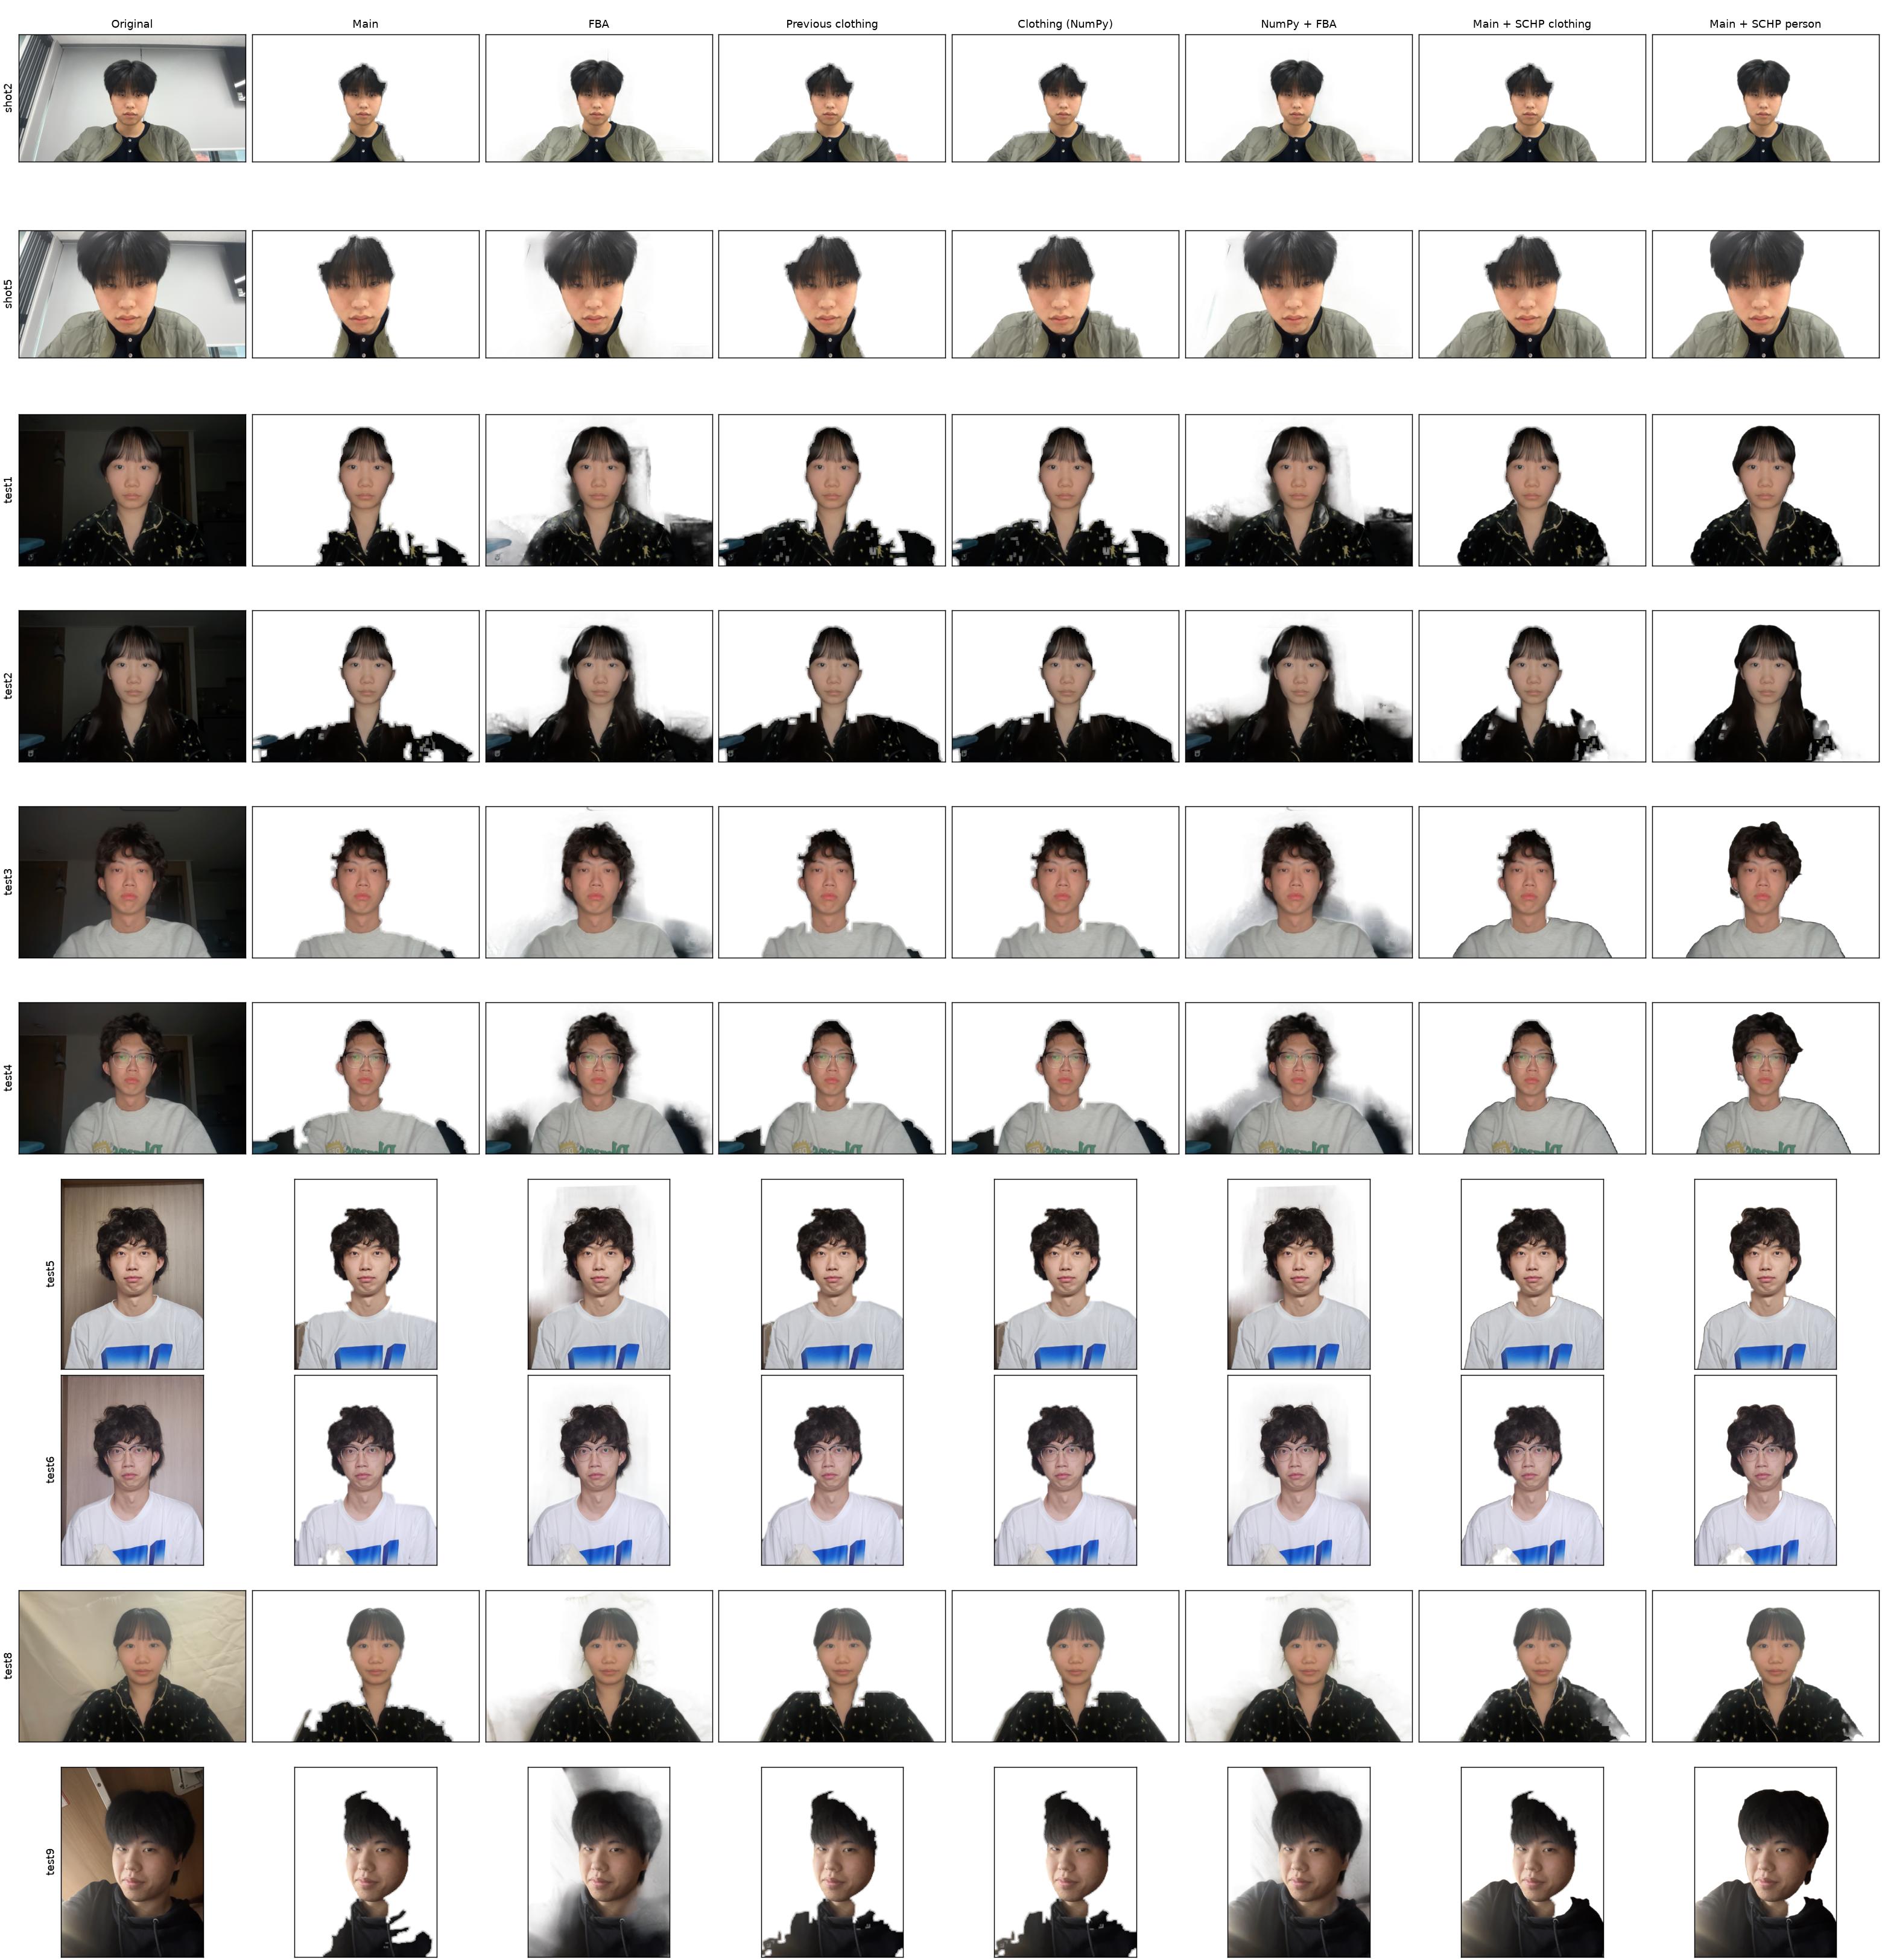 Original Main FBA Previous clothing Clothing (NumPy) NumPy + FBA Main + SCHP clothing Main + SCHP person
shot2
shot5
test1
test2
test3
test4
test5
test6
test8
test9